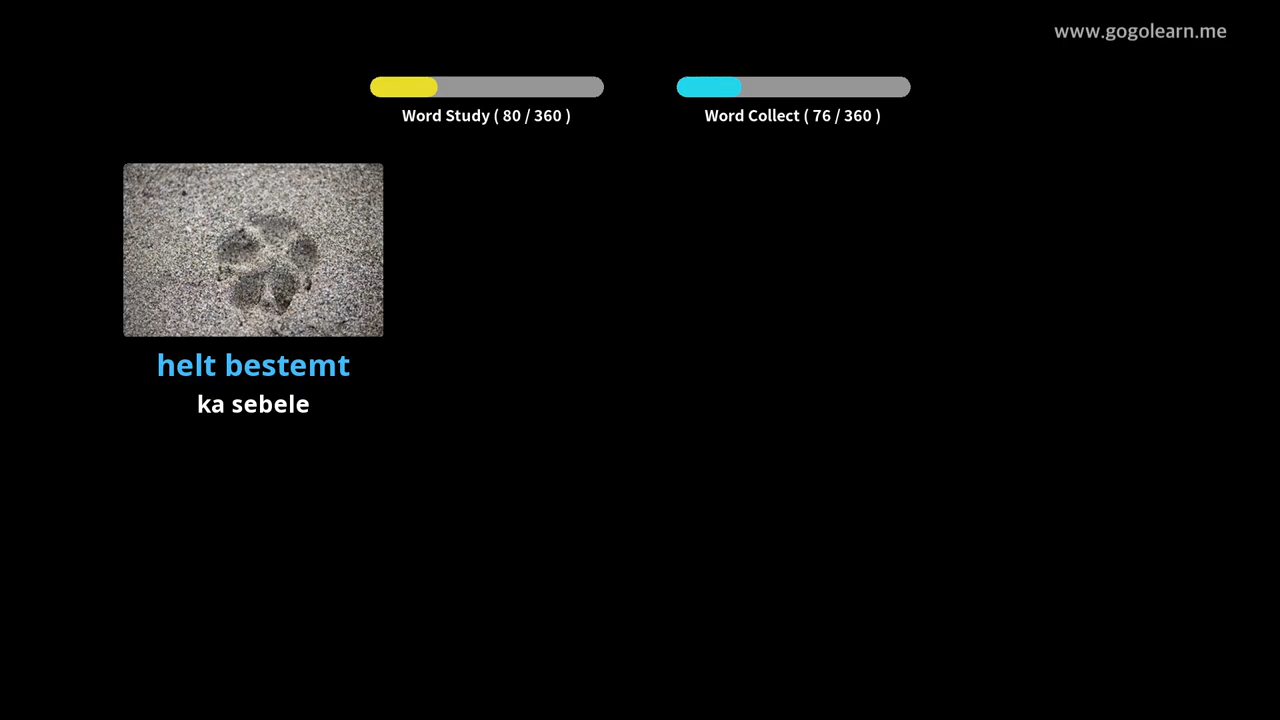 www.gogolearn.me
Word Study ( 80 / 360 )
Word Collect ( 76 / 360 )
helt bestemt
ka sebele